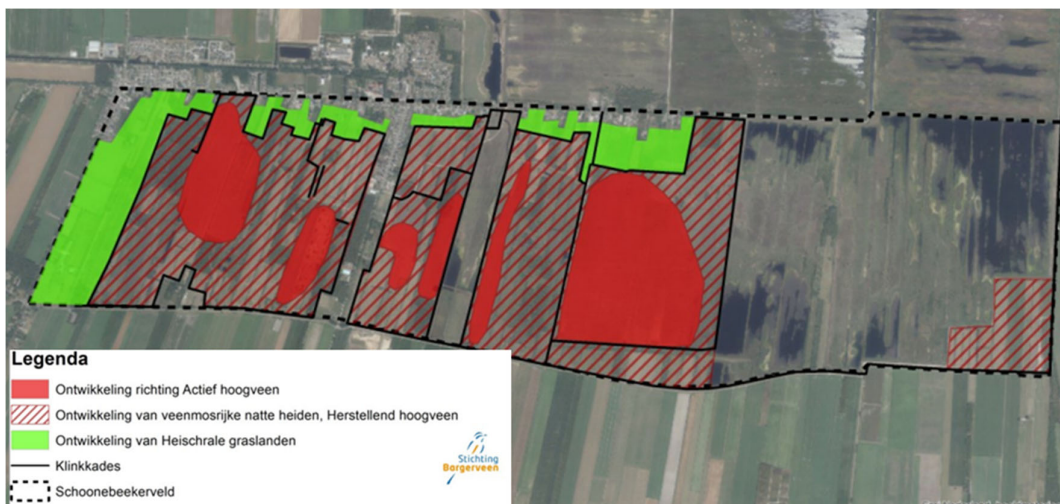 Legenda
Ontwikkeling richting Actief hoogveen
Ontwikkeling van veenmosrijke natte heiden, Herstellend hoogveen
Ontwikkeling van Heischrale graslanden
Klinkkades
Schoonebeekerveld
Stichting
Bargerveen